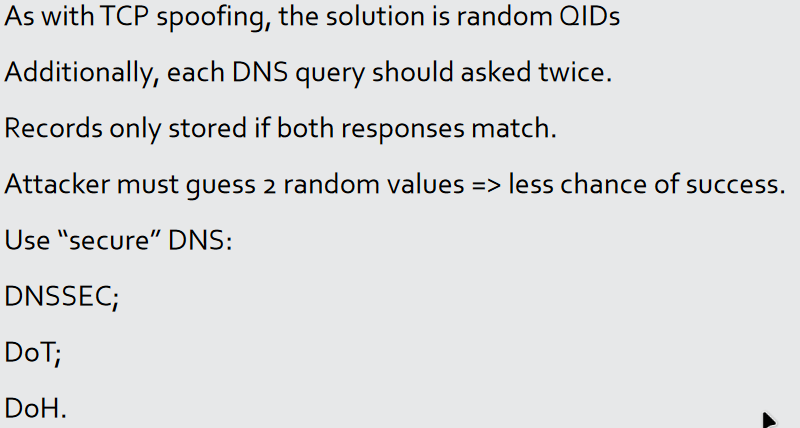 As with TCP spoofing, the solution is random QIDs
Additionally, each DNS query should asked twice.
Records only stored if both responses match.
Attacker must guess 2 random values => less chance of success.
Use “secure” DNS:
DNSSEC;
DoT;
DoH.